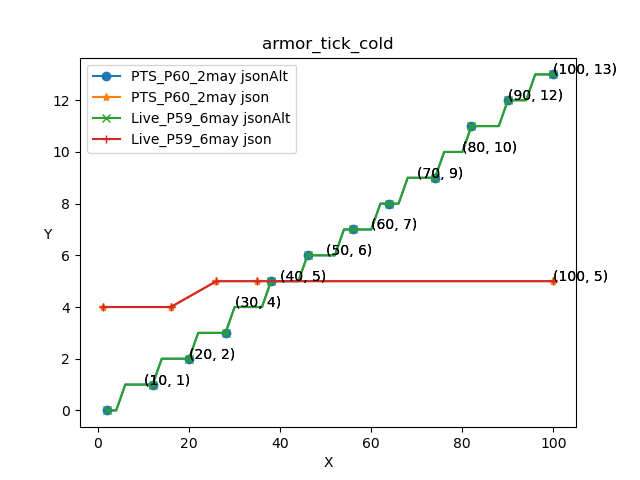 armor_tick_cold
PTS_P60_2may jsonAlt
PTS_P60_2may json
Live_P59_6may jsonAlt
Live_P59_6may json
(100, 13)
(90, 12)
(80, 10)
(70, 9)
(60, 7)
(50, 6)
(40, 5)
(100, 5)
(30, 4)
(20, 2)
(10, 1)
Y
12
10
8
6
4
2
0
0 20 40 60 80 100
X